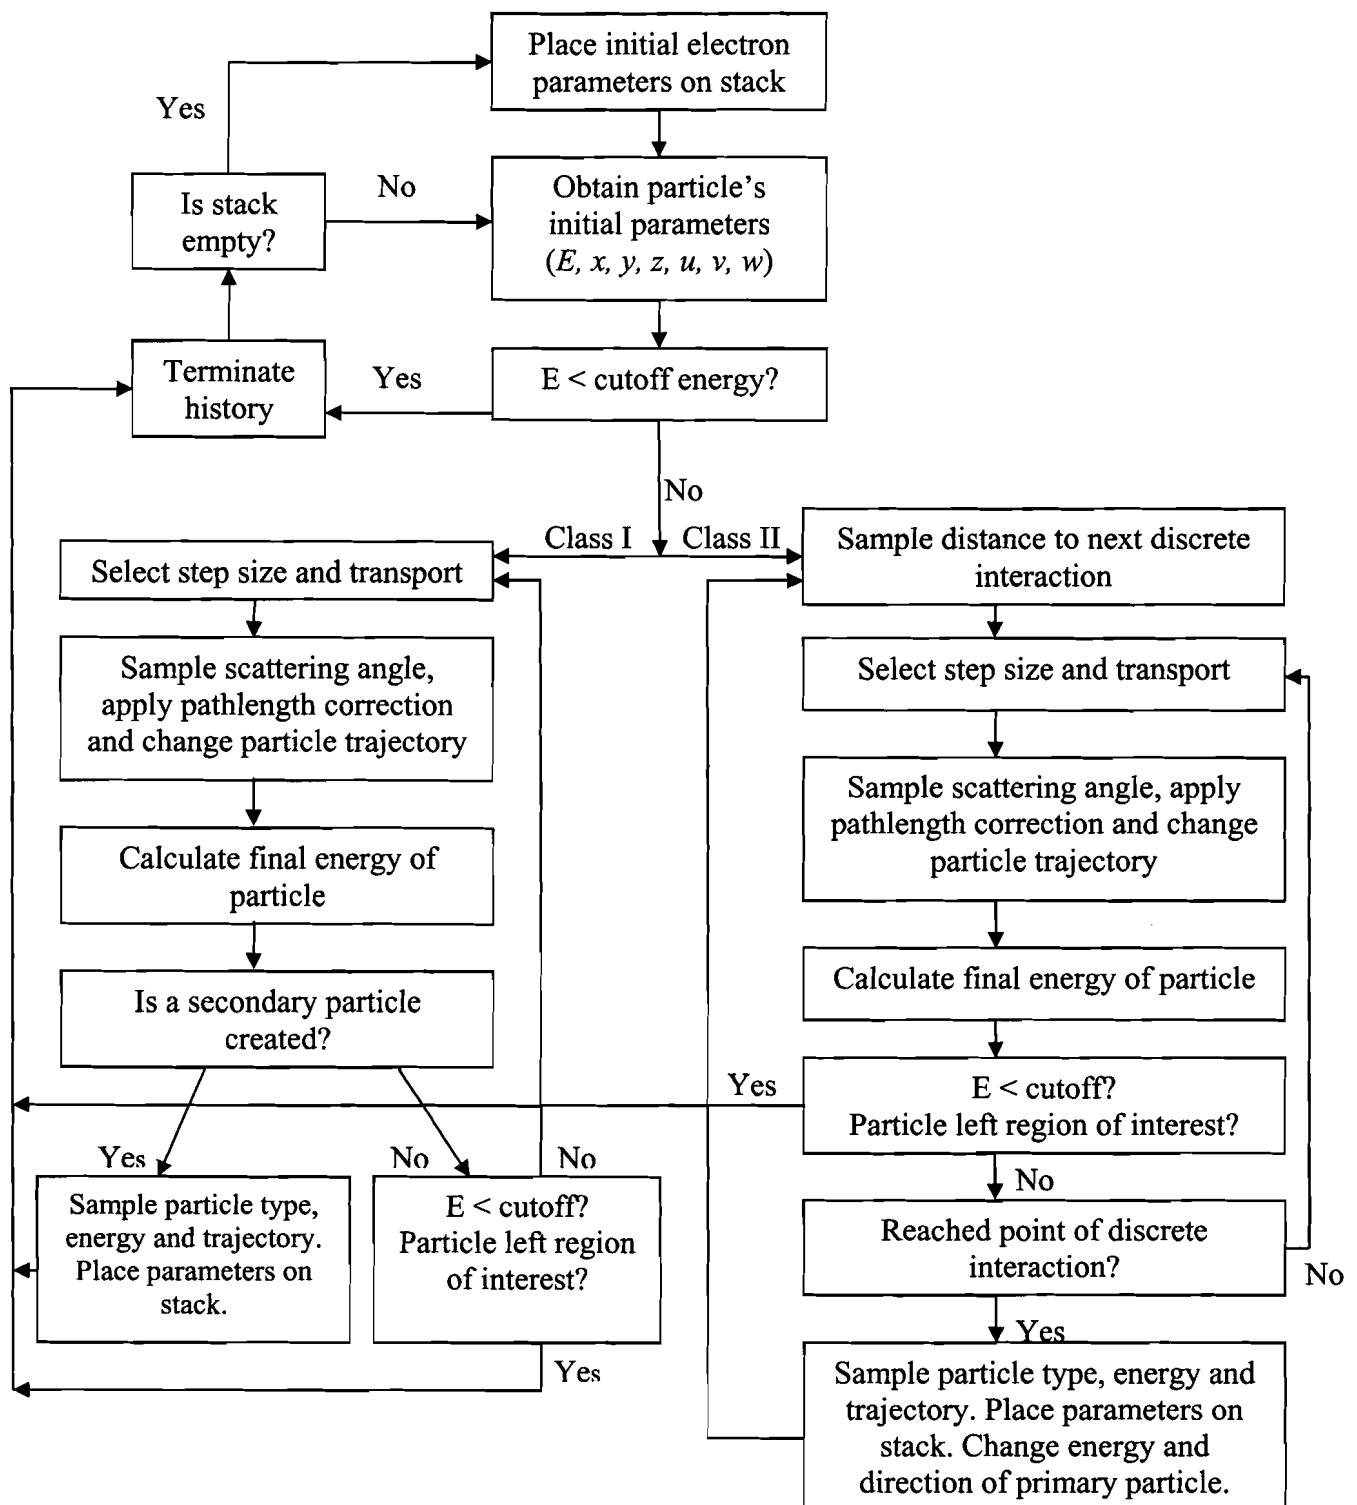 Place initial electron
parameters on stack
Yes
Is stack
empty?
No
Obtain particle's
initial parameters
(E, x, y, z, u, v, w)
Terminate
history
Yes
E < cutoff energy?
No
Class I
Class II
Select step size and transport
Sample scattering angle,
apply pathlength correction
and change particle trajectory
Calculate final energy of
particle
Is a secondary particle
created?
Yes
No
No
Sample particle type,
energy and trajectory.
Place parameters on
stack.
E < cutoff?
Particle left region
of interest?
Yes
Sample distance to next discrete
interaction
Select step size and transport
Sample scattering angle, apply
pathlength correction and change
particle trajectory
Calculate final energy of particle
Yes
E < cutoff?
Particle left region of interest?
No
Reached point of discrete
interaction?
No
Yes
Sample particle type, energy and
trajectory. Place parameters on
stack. Change energy and
direction of primary particle.